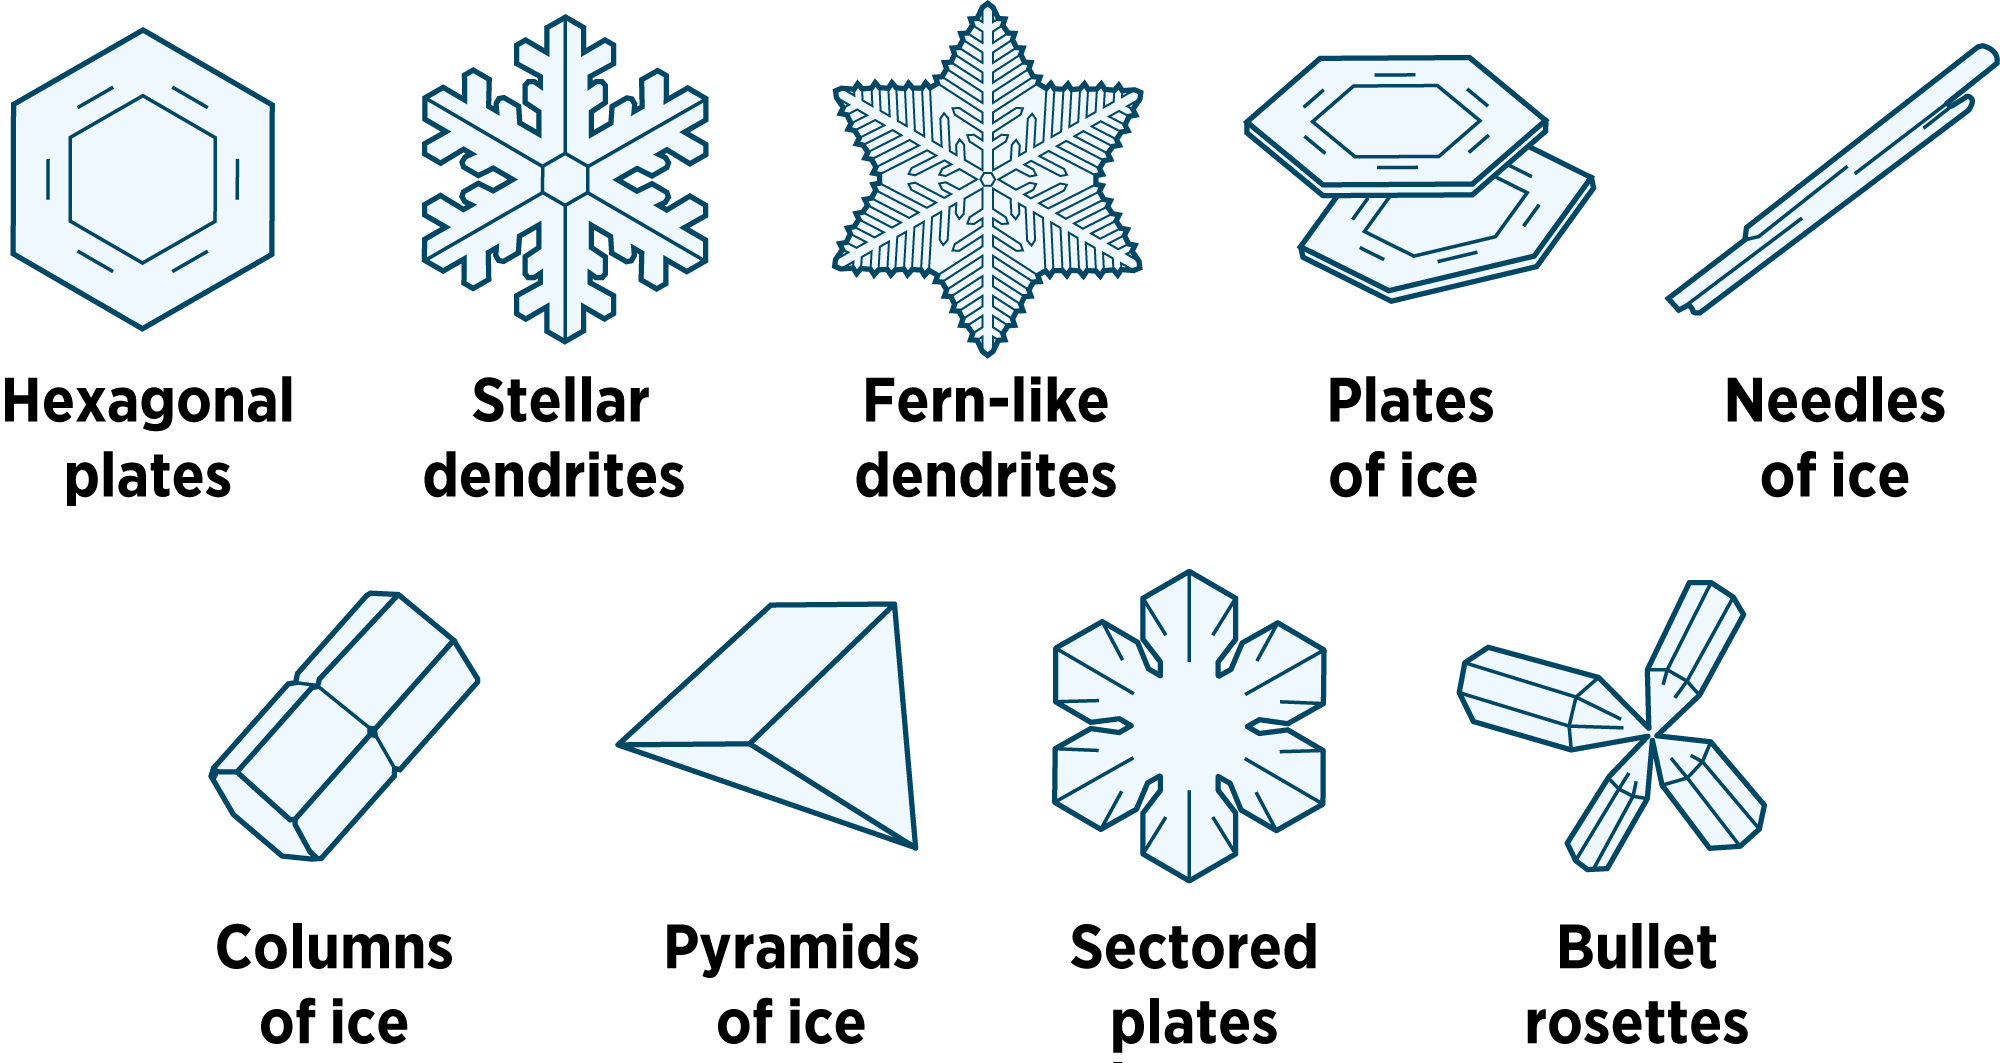 Hexagonal
plates
Stellar
dendrites
Fern-like
dendrites
Plates
of ice
Needles
of ice
Columns
of ice
Pyramids
of ice
Sectored
plates
Bullet
rosettes